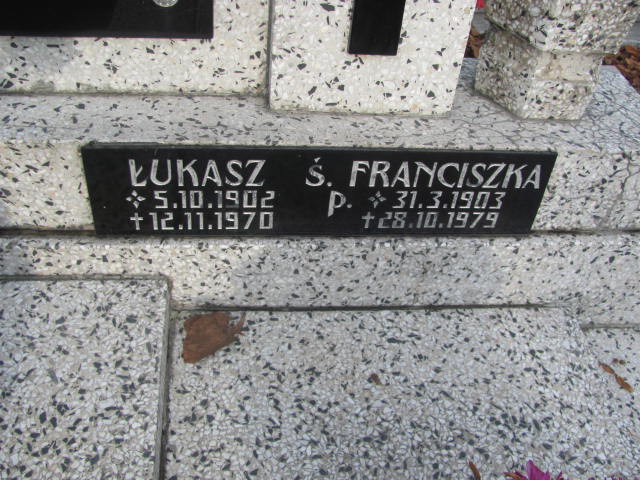 ŁUKASZ Ś. FRANCISZKA
5.10.1902 P. 31.3.1903
12.11.1970 28.10.1979